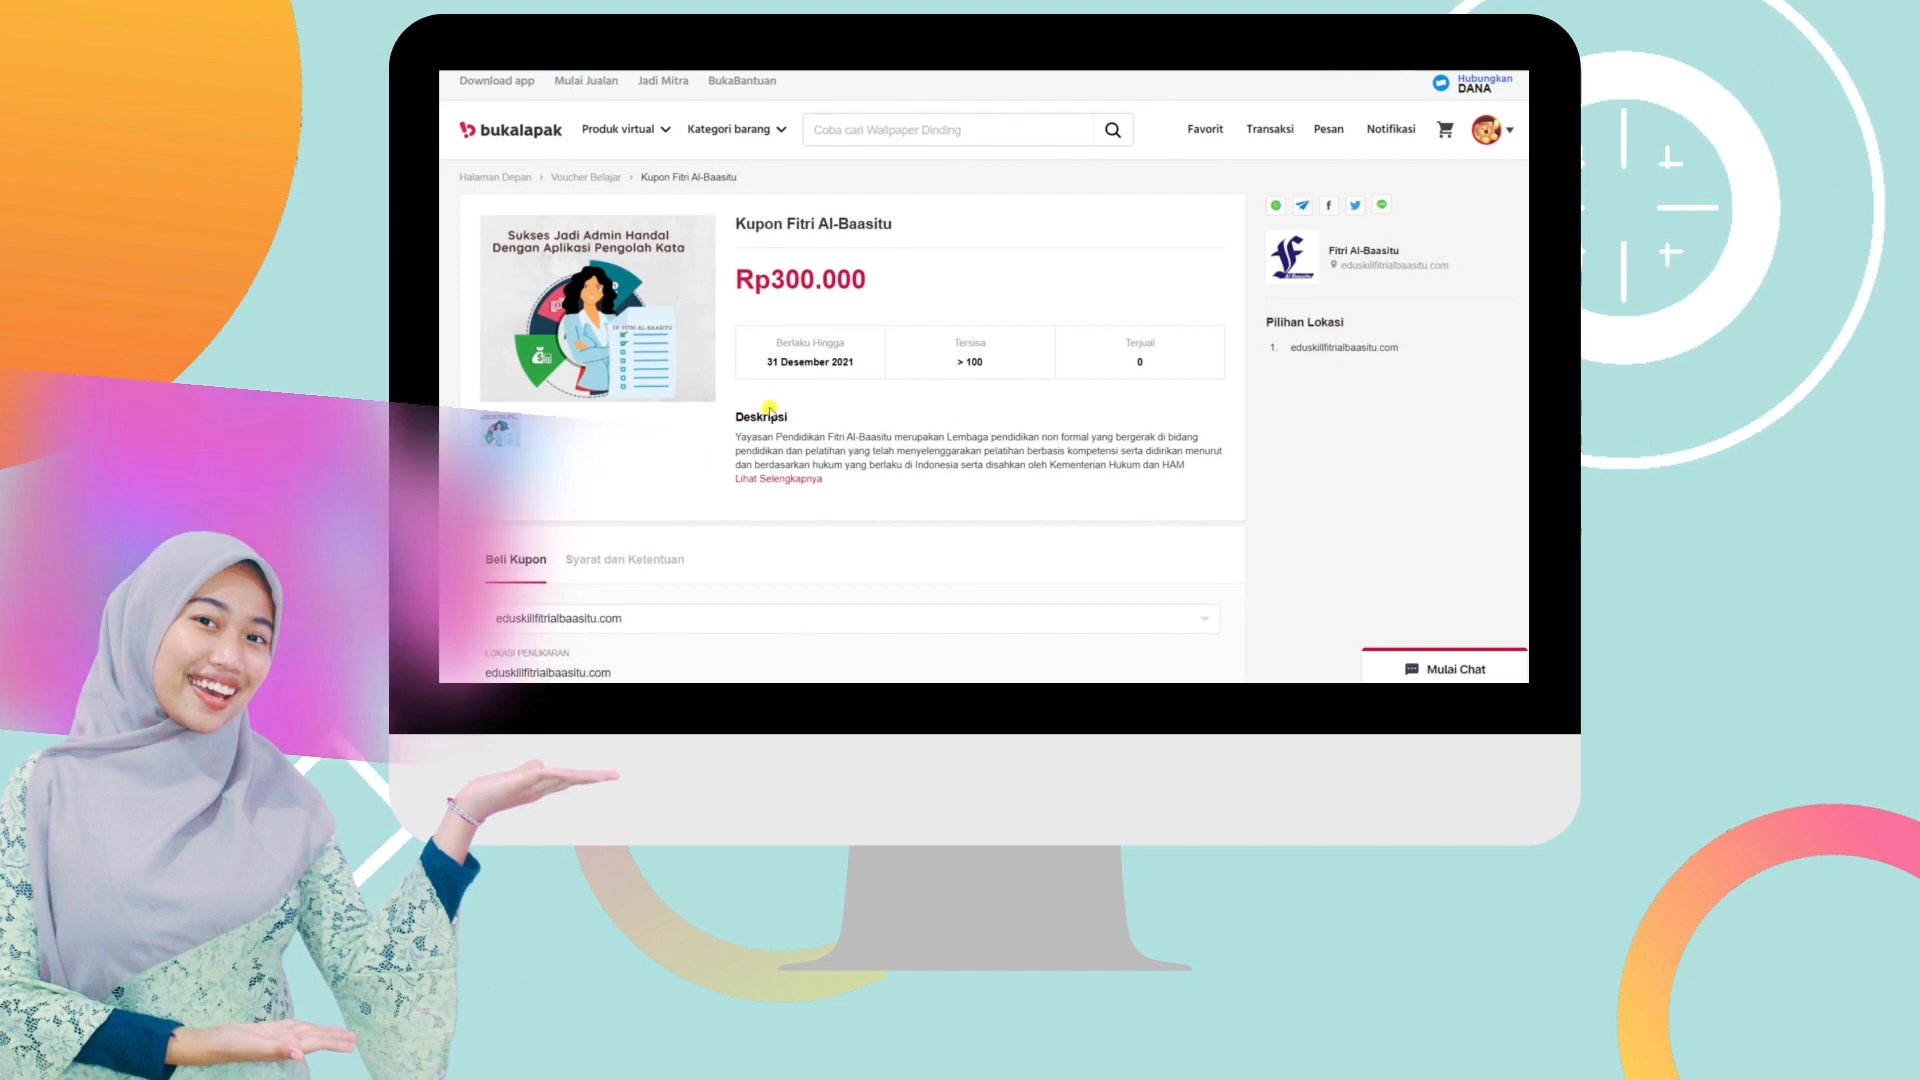 Download app Mulai Jualan Jadi Mitra BukaBantuan
Hubungkan
DANA
bukalapak Produk virtual Kategori barang Coba cari Wallpaper Dinding Favorit Transaksi Pesan Notifikasi
Halaman Depan › Voucher Belajar › Kupon Fitri Al-Baasitu
Sukses Jadi Admin Handal
Dengan Aplikasi Pengolah Kata
YP. FITRI AL-BAASITU
Kupon Fitri Al-Baasitu
Rp300.000
Berlaku Hingga Tersisa Terjual
31 Desember 2021 > 100 0
Deskripsi
Yayasan Pendidikan Fitri Al-Baasitu merupakan Lembaga pendidikan non formal yang bergerak di bidang
pendidikan dan pelatihan yang telah menyelenggarakan pelatihan berbasis kompetensi serta didirikan menurut
dan berdasarkan hukum yang berlaku di Indonesia serta disahkan oleh Kementerian Hukum dan HAM
Lihat Selengkapnya
Fitri Al-Baasitu
eduskillfitrialbaasitu.com
Pilihan Lokasi
1. eduskillfitrialbaasitu.com
Beli Kupon Syarat dan Ketentuan
eduskillfitrialbaasitu.com
LOKASI PENUKARAN
eduskillfitrialbaasitu.com
Mulai Chat